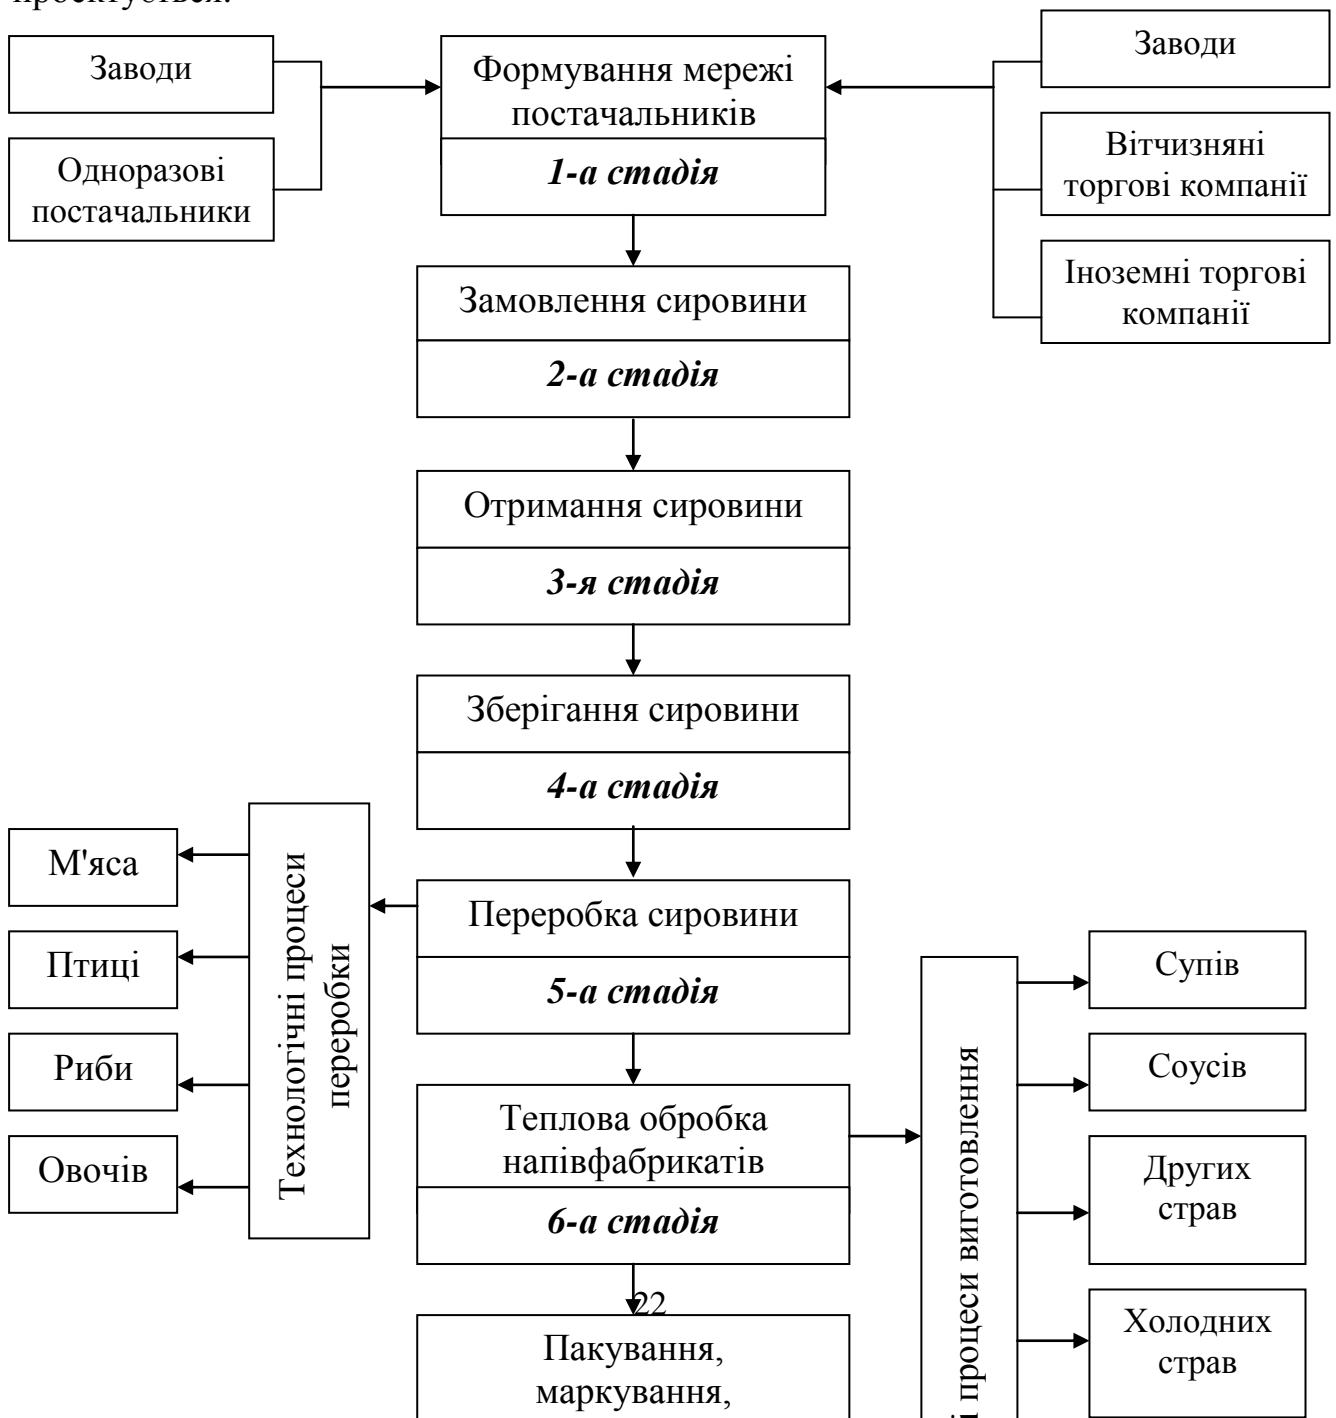 проектується.
Заводи
Одноразові
постачальники
Формування мережі
постачальників
1-а стадія
Заводи
Вітчизняні
торгові компанії
Іноземні торгові
компанії
Замовлення сировини
2-а стадія
Отримання сировини
3-я стадія
Зберігання сировини
4-а стадія
Переробка сировини
5-а стадія
Технологічні процеси
переробки
М'яса
Птиці
Риби
Овочів
Теплова обробка
напівфабрикатів
6-а стадія
процеси виготовлення
Супів
Соусів
Других
страв
Холодних
страв
22
Пакування,
маркування,